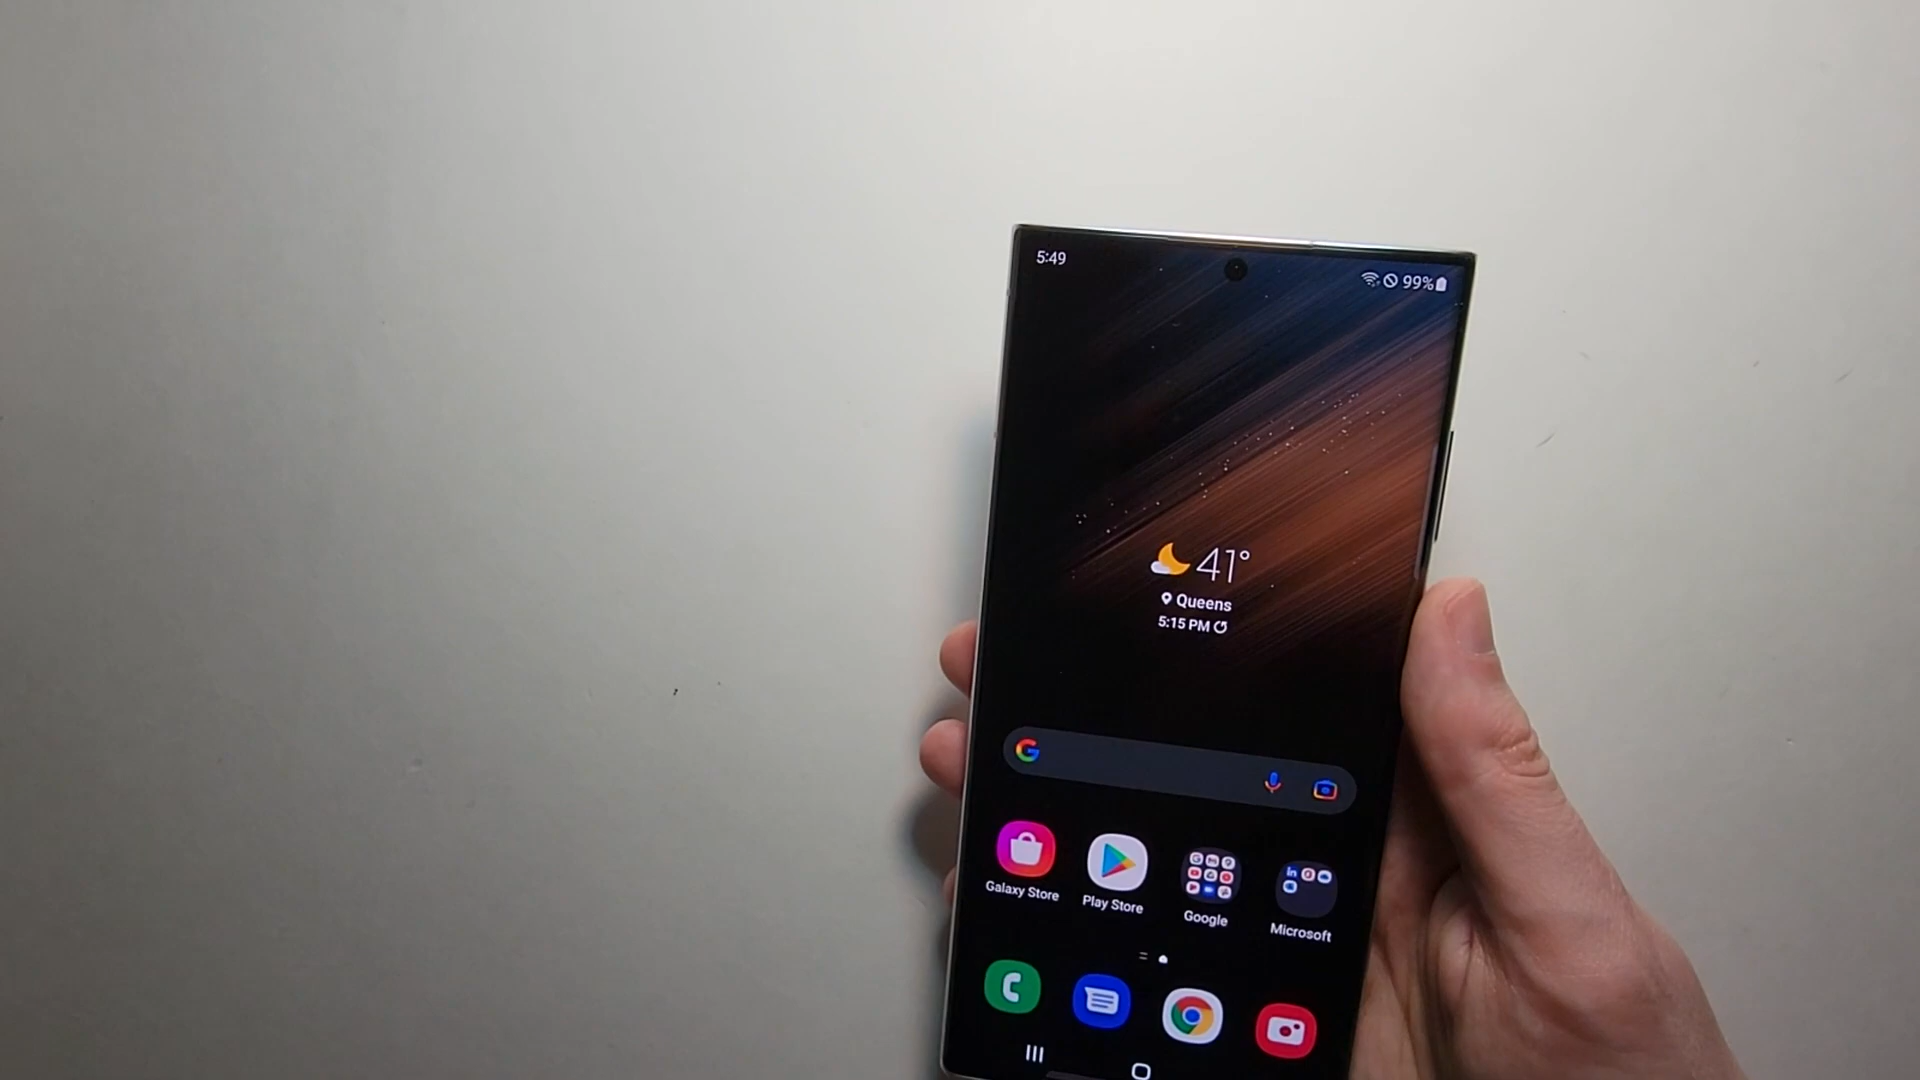 5:49
99%
41°
Queens
5:15 PM
Galaxy Store
Play Store
Google
Microsoft